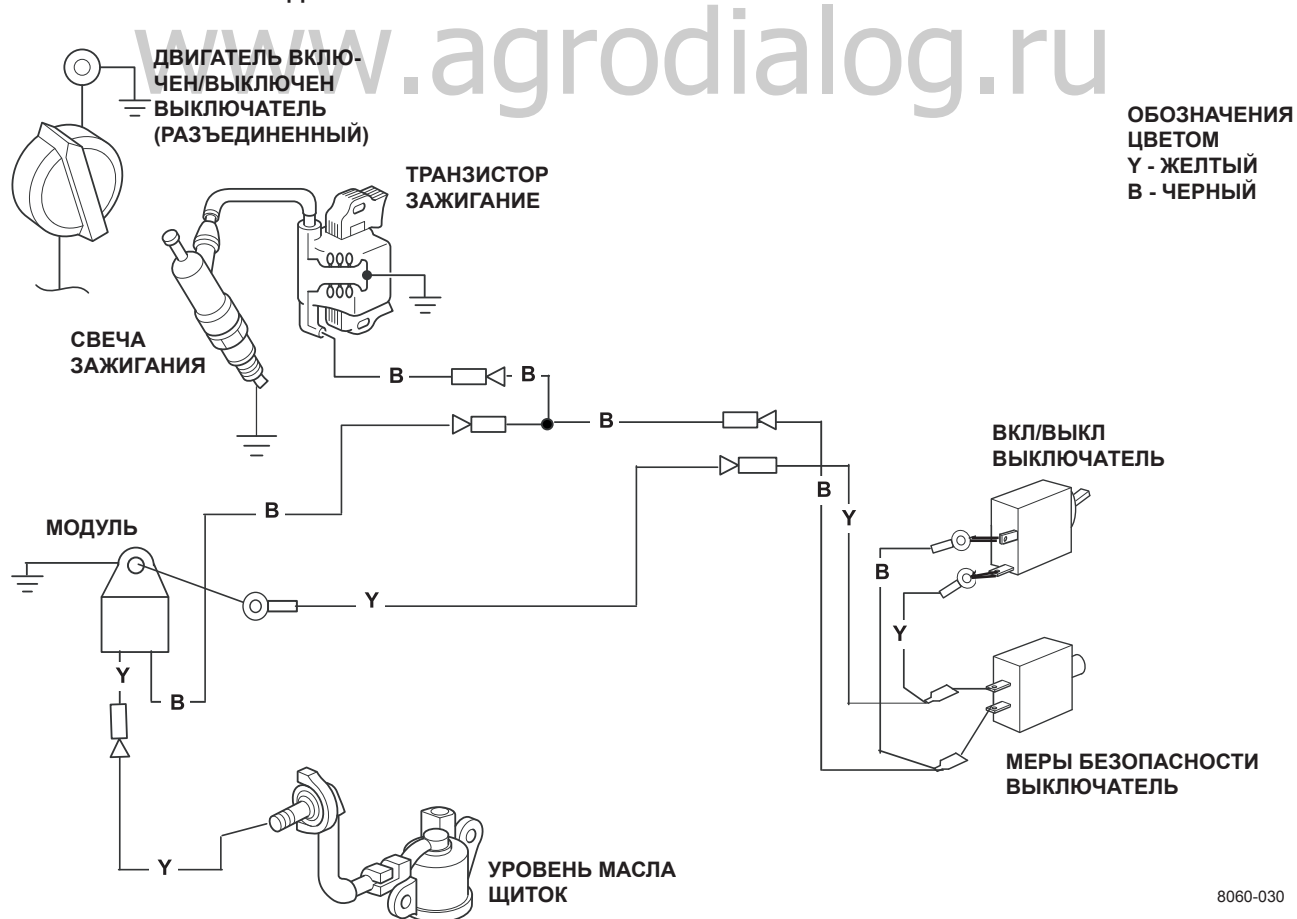 www.agrodialog.ru
ДВИГАТЕЛЬ ВКЛЮ-
ЧЕН/ВЫКЛЮЧЕН
ВЫКЛЮЧАТЕЛЬ
(РАЗЪЕДИНЕННЫЙ)
ОБОЗНАЧЕНИЯ
ЦВЕТОМ
Y - ЖЕЛТЫЙ
B - ЧЕРНЫЙ
ТРАНЗИСТОР
ЗАЖИГАНИЕ
СВЕЧА
ЗАЖИГАНИЯ
B
B
B
ВКЛ/ВЫКЛ
ВЫКЛЮЧАТЕЛЬ
B
Y
B
МОДУЛЬ
B
Y
Y
Y
B
МЕРЫ БЕЗОПАСНОСТИ
ВЫКЛЮЧАТЕЛЬ
Y
УРОВЕНЬ МАСЛА
ЩИТОК
8060-030